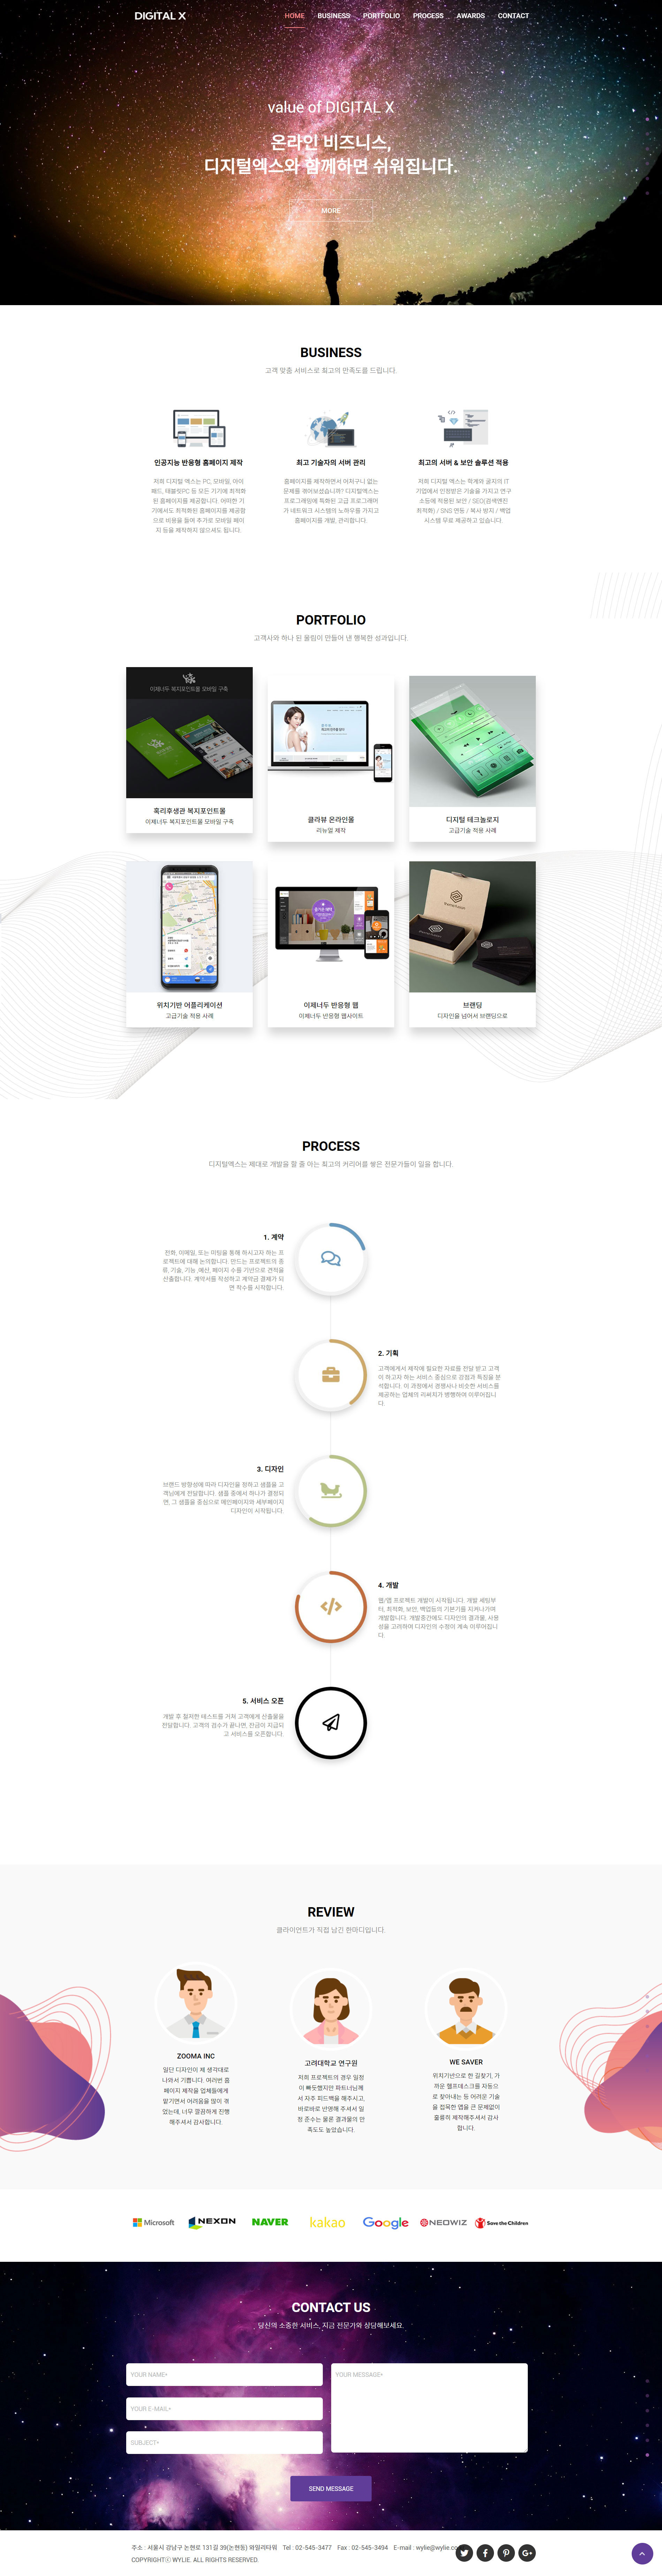 DIGITAL X
HOME BUSINESS PORTFOLIO PROCESS AWARDS CONTACT
value of DIGITAL X
온라인 비즈니스,
디지털엑스와 함께하면 쉬워집니다.
MORE
BUSINESS
고객 맞춤 서비스로 최고의 만족도를 드립니다.
인공지능 반응형 홈페이지 제작
저희 디지털 엑스는 PC, 모바일, 아이
패드, 태블릿PC 등 모든 기기에 최적화
된 홈페이지를 제공합니다. 어떠한 기
기에서도 최적화된 홈페이지를 제공함
으로 비용을 들여 추가로 모바일 페이
지 등을 제작하지 않으셔도 됩니다.
최고 기술자의 서버 관리
홈페이지를 제작하면서 어처구니 없는
문제를 겪어보셨습니까? 디지털엑스는
프로그래밍에 특화된 고급 프로그래머
가 네트워크 시스템의 노하우를 가지고
홈페이지를 개발, 관리합니다.
최고의 서버 & 보안 솔루션 적용
저희 디지털 엑스는 학계와 굴지의 IT
기업에서 인정받은 기술을 가지고 연구
소등에 적용된 보안 / SEO(검색엔진
최적화) / SNS 연동 / 복사 방지 / 백업
시스템 무료 제공하고 있습니다.
PORTFOLIO
고객사와 하나 된 울림이 만들어 낸 행복한 성과입니다.
이제너두 복지포인트몰 모바일 구축
혹리후생관 복지포인트몰
이제너두 복지포인트몰 모바일 구축
클라뷰 온라인몰
리뉴얼 제작
디지털 테크놀로지
고급기술 적용 사례
위치기반 어플리케이션
고급기술 적용 사례
이제너두 반응형 웹
이제너두 반응형 웹사이트
브랜딩
디자인을 넘어서 브랜딩으로
PROCESS
디지털엑스는 제대로 개발을 할 줄 아는 최고의 커리어를 쌓은 전문가들이 일을 합니다.
1. 계약
전화, 이메일, 또는 미팅을 통해 하시고자 하는 프
로젝트에 대해 논의합니다. 만드는 프로젝트의 종
류, 기술, 기능, 예산, 페이지 수를 기반으로 견적을
산출합니다. 계약서를 작성하고 계약금 결제가 되
면 착수를 시작합니다.
2. 기획
고객에게서 제작에 필요한 자료를 전달 받고 고객
이 하고자 하는 서비스 중심으로 강점과 특징을 분
석합니다. 이 과정에서 경쟁사나 비슷한 서비스를
제공하는 업체의 리써치가 병행하여 이루어집니
다.
3. 디자인
브랜드 방향성에 따라 디자인을 정하고 샘플을 고
객님에게 전달합니다. 샘플 중에서 하나가 결정되
면, 그 샘플을 중심으로 메인페이지와 세부페이지
디자인이 시작됩니다.
4. 개발
웹/앱 프로젝트 개발이 시작됩니다. 개발 세팅부
터, 최적화, 보안, 백업등의 기본기를 지켜나가며
개발합니다. 개발중간에도 디자인의 결과물, 사용
성을 고려하여 디자인의 수정이 계속 이루어집니
다.
5. 서비스 오픈
개발 후 철저한 테스트를 거쳐 고객에게 산출물을
전달합니다. 고객의 검수가 끝나면, 잔금이 지급되
고 서비스를 오픈합니다.
REVIEW
클라이언트가 직접 남긴 한마디입니다.
ZOOMA INC
일단 디자인이 제 생각대로
나와서 기쁩니다. 여러번 홈
페이지 제작을 업체들에게
맡기면서 어려움을 많이 겪
었는데, 너무 깔끔하게 진행
해주셔서 감사합니다.
고려대학교 연구원
저희 프로젝트의 경우 일정
이 빠듯했지만 파트너님께
서 자주 피드백을 해주시고,
바로바로 반영해 주셔서 일
정 준수는 물론 결과물의 만
족도도 높았습니다.
WE SAVER
위치기반으로 한 길찾기, 가
까운 헬프데스크를 자동으
로 찾아내는 등 어려운 기술
을 접목한 앱을 큰 문제없이
훌륭히 제작해주셔서 감사
합니다.
Microsoft NEXON NAVER kakao Google NEOWIZ Save the Children
CONTACT US
당신의 소중한 서비스, 지금 전문가와 상담해보세요.
YOUR NAME*
YOUR E-MAIL*
SUBJECT*
YOUR MESSAGE*
SEND MESSAGE
주소 : 서울시 강남구 논현로 131길 39(논현동) 와일리타워 Tel : 02-545-3477 Fax : 02-545-3494 E-mail : wylie@wylie.co
COPYRIGHTⓒ WYLIE. ALL RIGHTS RESERVED.